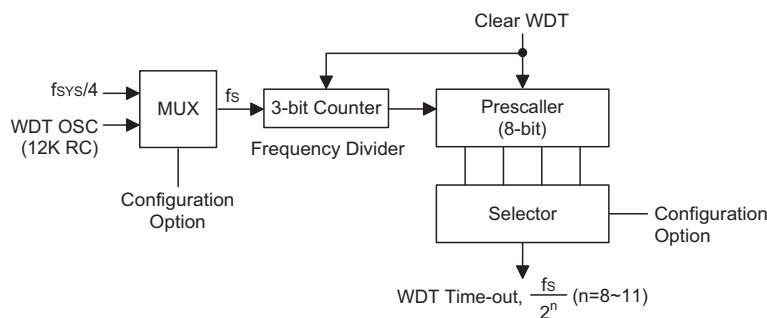 Clear WDT
fSYS/4
MUX
fS
3-bit Counter
Prescaller
(8-bit)
WDT OSC
(12K RC)
Frequency Divider
Configuration
Option
Selector
Configuration
Option
WDT Time-out, fS/2^n (n=8~11)